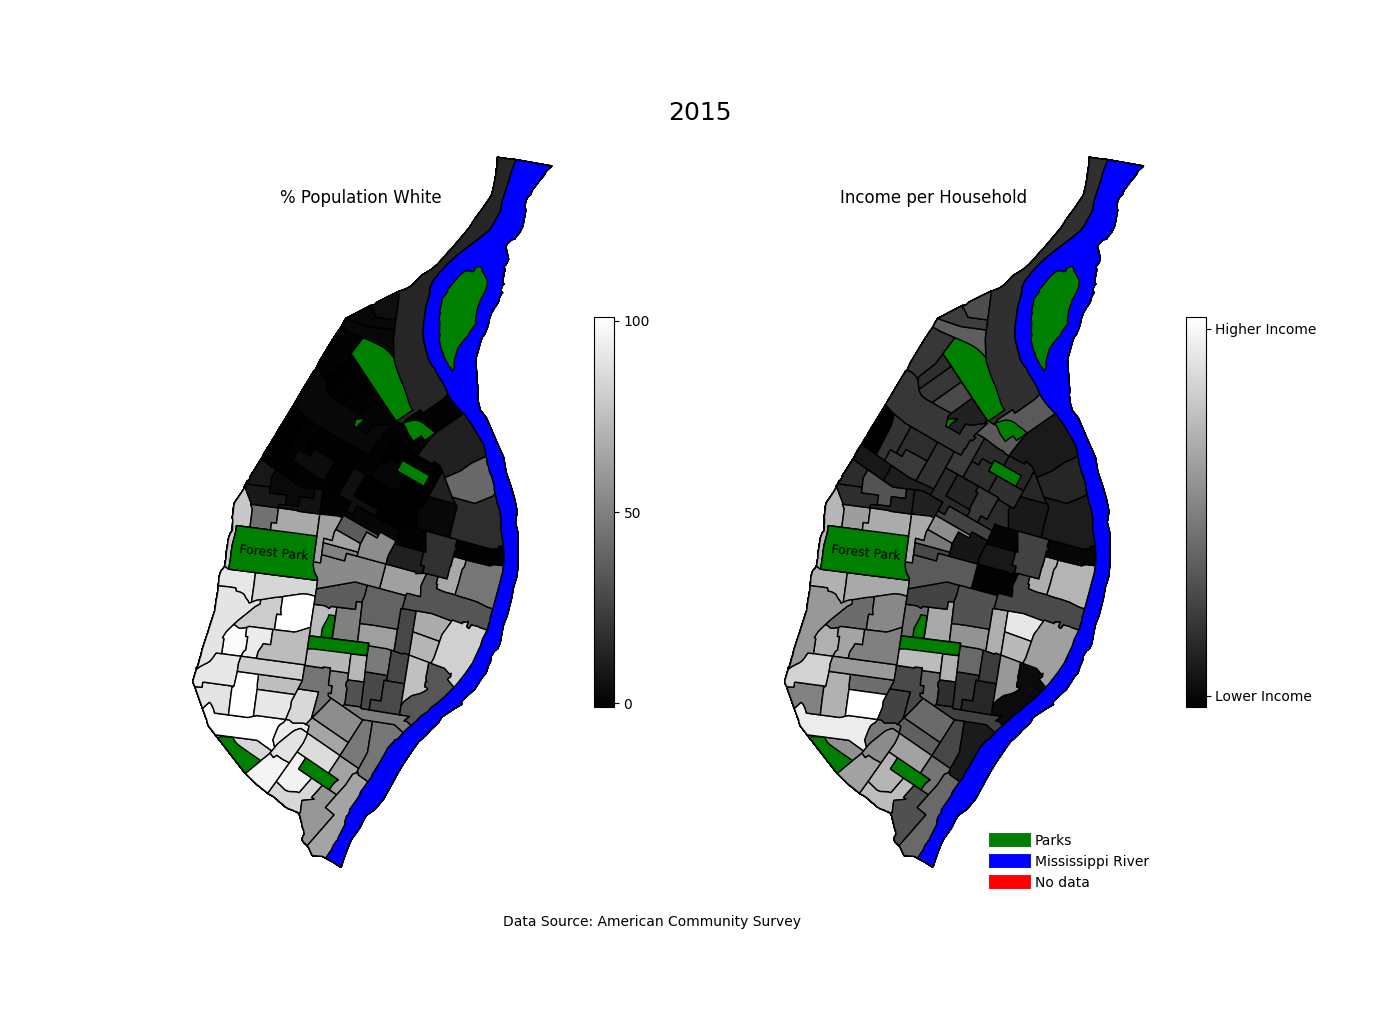 2015
% Population White
Income per Household
100
50
0
Higher Income
Lower Income
Forest Park
Forest Park
Parks
Mississippi River
No data
Data Source: American Community Survey